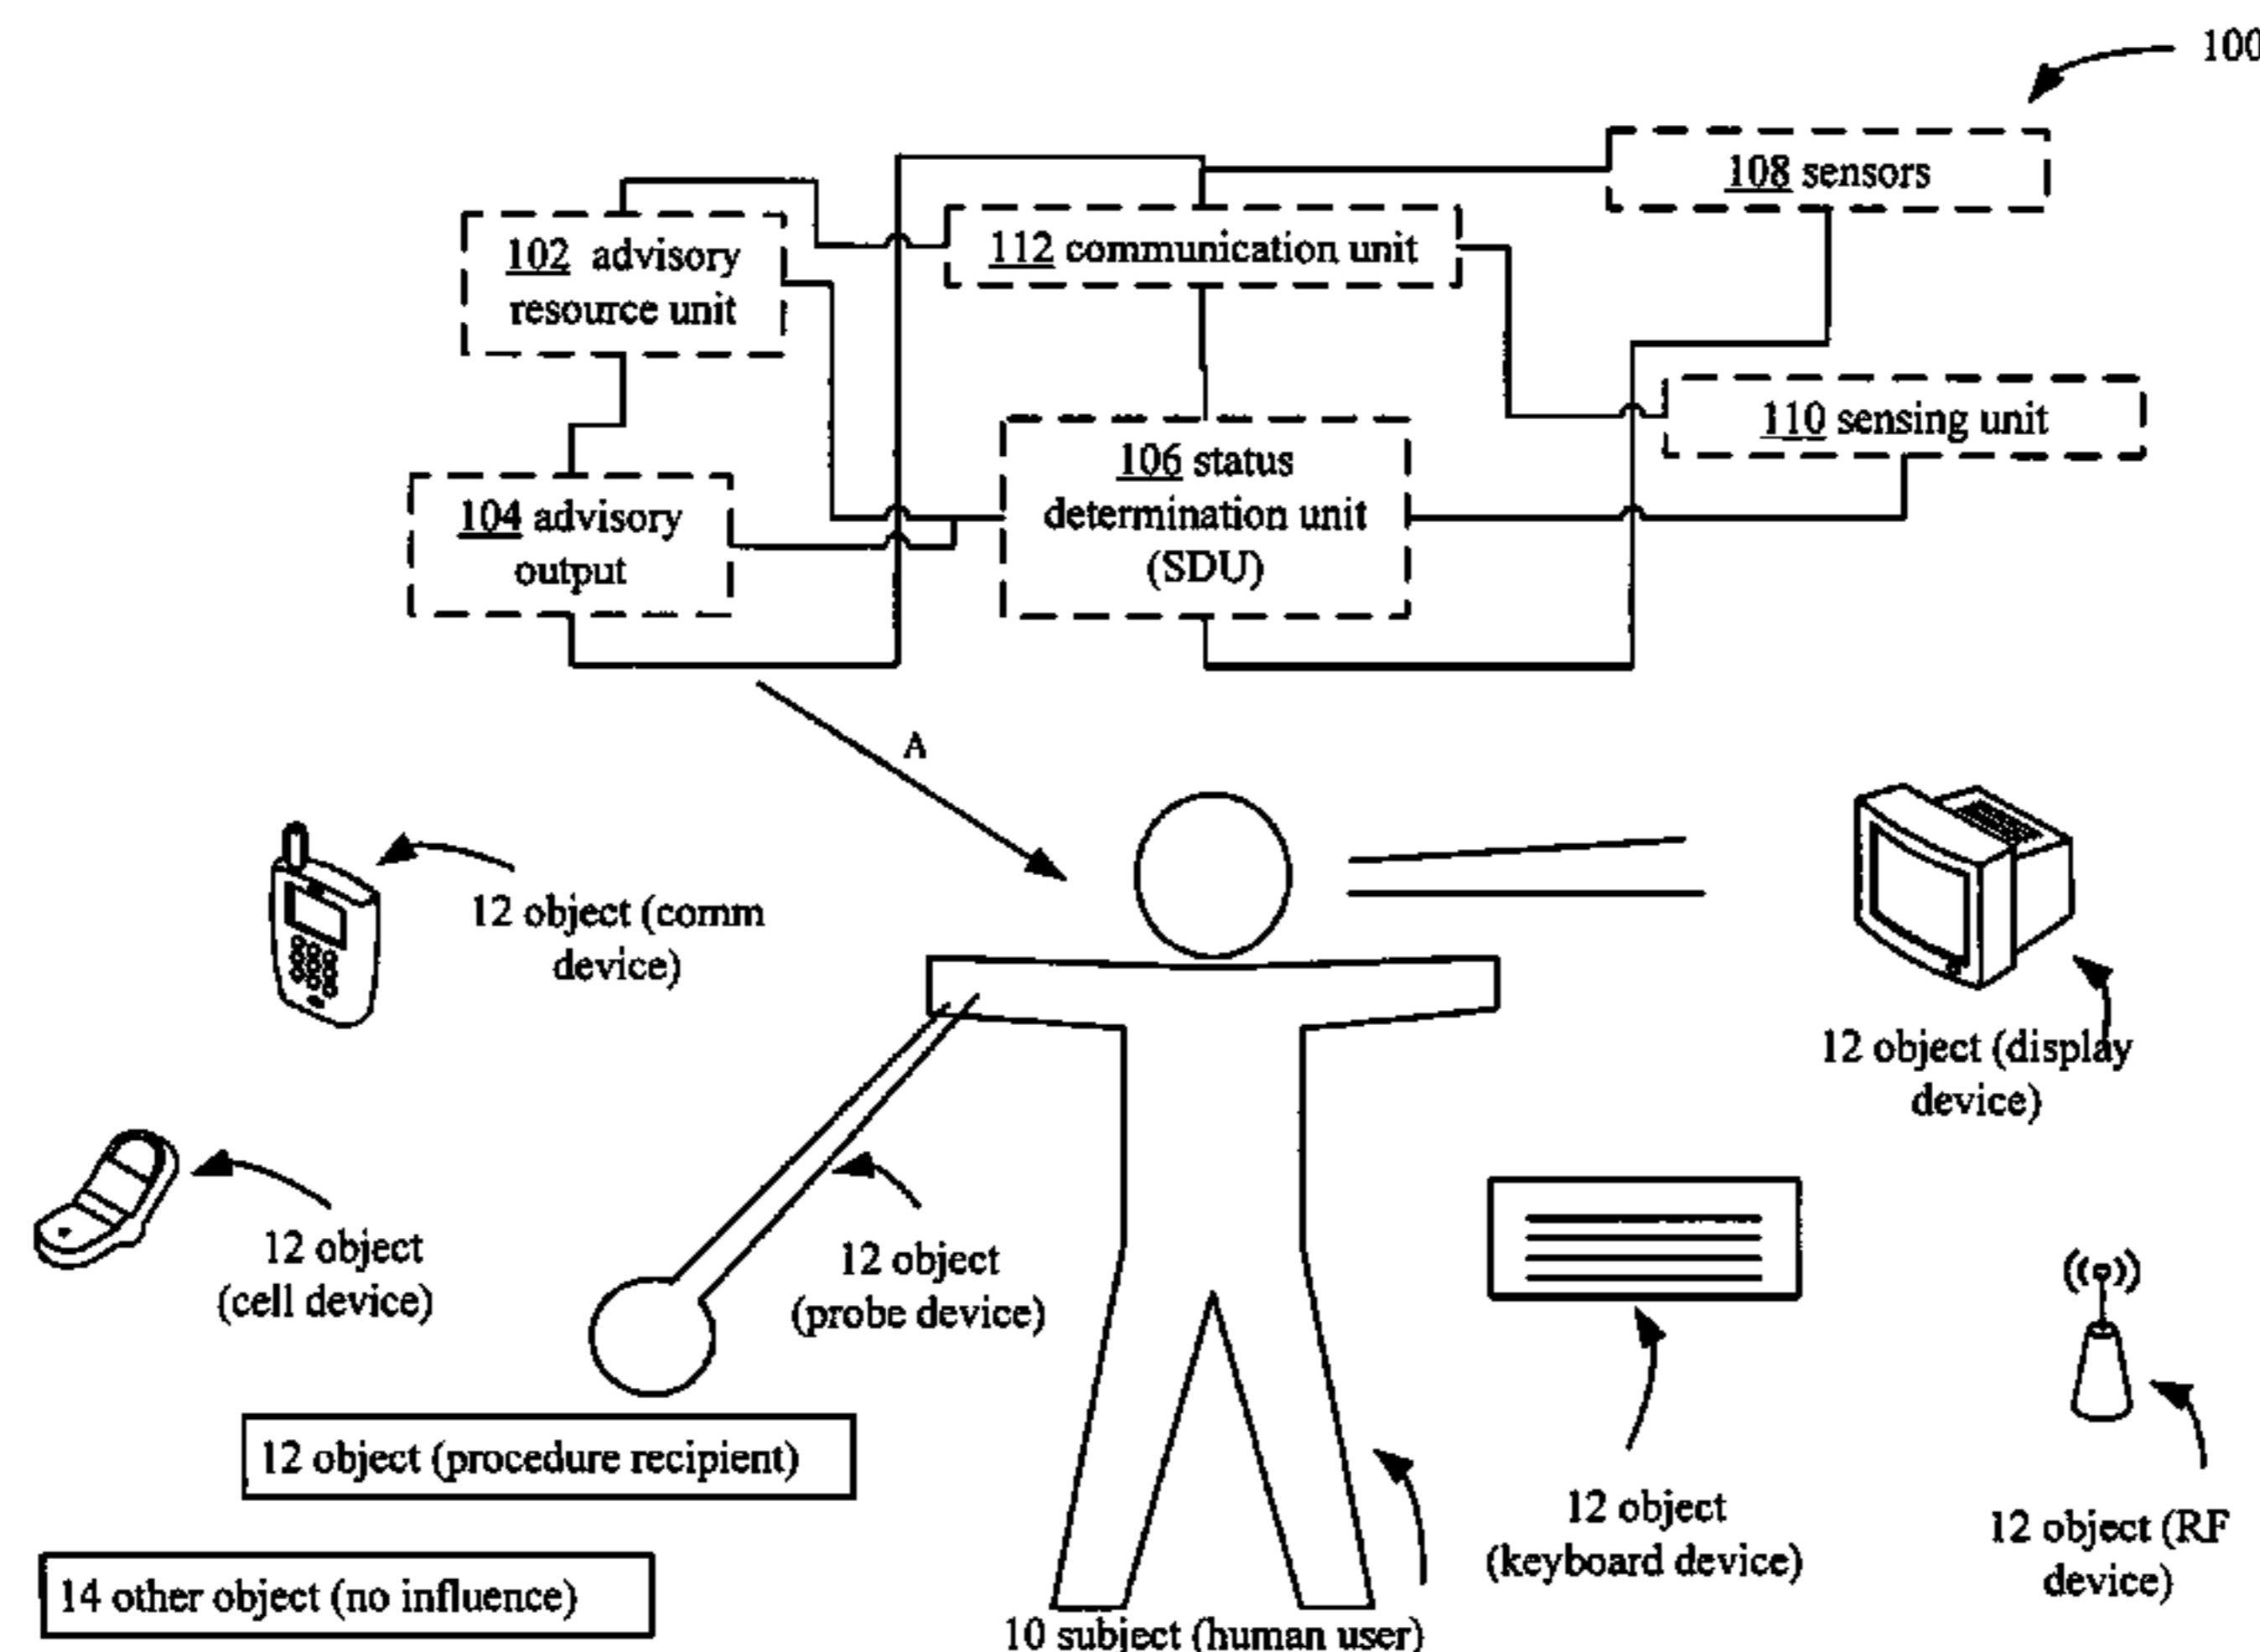 100
108 sensors
102 advisory
resource unit
112 communication unit
110 sensing unit
104 advisory
output
106 status
determination unit
(SDU)
A
12 object (comm
device)
12 object (display
device)
12 object
(cell device)
12 object
(probe device)
12 object (procedure recipient)
12 object
(keyboard device)
12 object (RF
device)
14 other object (no influence)
10 subject (human user)